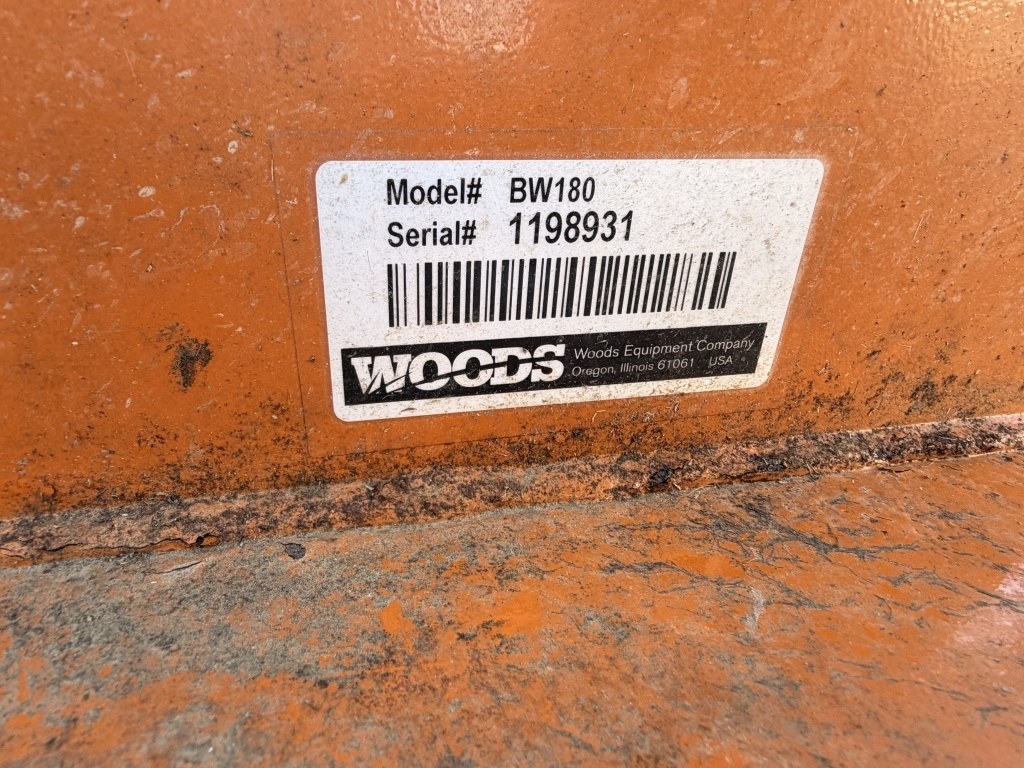 Model# BW180
Serial# 1198931
WOODS
Woods Equipment Company
Oregon, Illinois 61061 USA